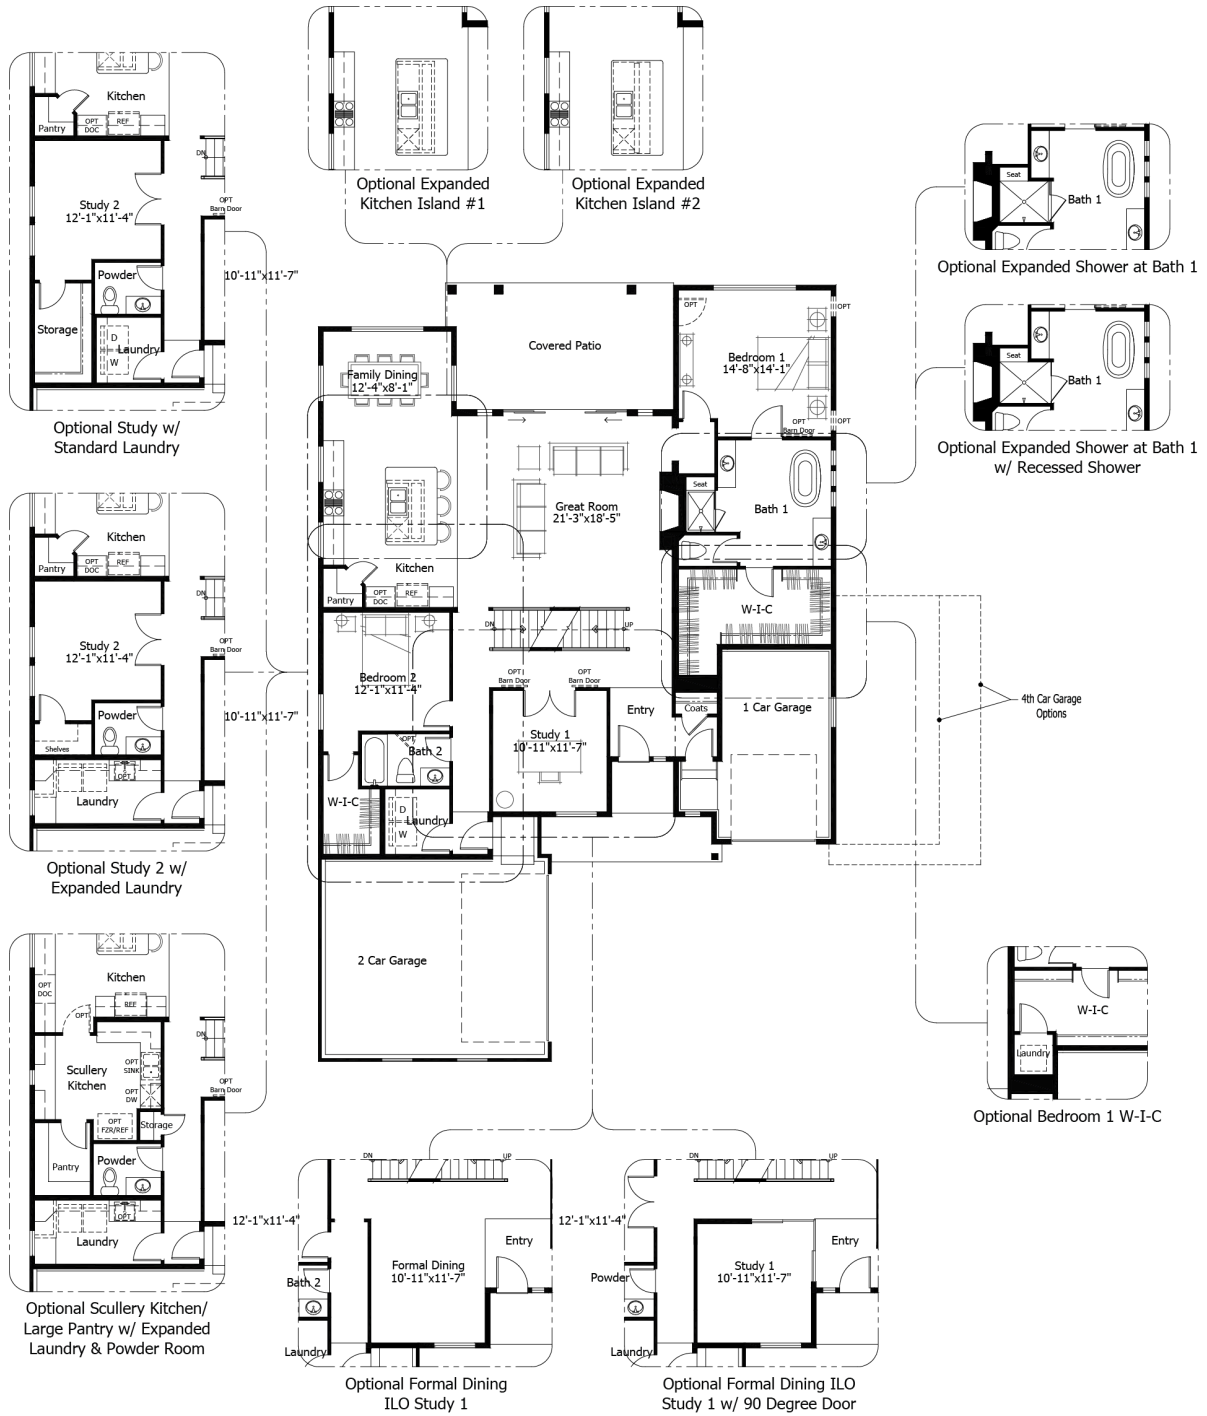 Kitchen
Pantry
OPT
DOC
REF
DN
Study 2
12'-1"x11'-4"
OPT
Barn Door
Powder
10'-11"x11'-7"
Storage
D
W
Laundry
Optional Study w/
Standard Laundry
Kitchen
Pantry
OPT
DOC
REF
DN
Study 2
12'-1"x11'-4"
OPT
Barn Door
Powder
10'-11"x11'-7"
Shelves
OPT
Laundry
Optional Study 2 w/
Expanded Laundry
Kitchen
OPT
DOC
REF
OPT
DN
Scullery
Kitchen
OPT
SINK
OPT
DW
OPT
Barn Door
OPT
FZR/REF
Storage
Pantry
Powder
OPT
Laundry
Optional Scullery Kitchen/
Large Pantry w/ Expanded
Laundry & Powder Room
Optional Expanded
Kitchen Island #1
Optional Expanded
Kitchen Island #2
Covered Patio
OPT
OPT
Bedroom 1
14'-8"x14'-1"
OPT
Barn Door
OPT
Family Dining
12'-4"x8'-1"
Great Room
21'-3"x18'-5"
Seat
Bath 1
Kitchen
Pantry
OPT
DOC
REF
W-I-C
DN
UP
Bedroom 2
12'-1"x11'-4"
OPT
Barn Door
OPT
Barn Door
Entry
Coats
1 Car Garage
Study 1
10'-11"x11'-7"
OPT
Bath 2
W-I-C
D
W
Laundry
2 Car Garage
4th Car Garage
Options
Seat
Bath 1
Optional Expanded Shower at Bath 1
Seat
Bath 1
Optional Expanded Shower at Bath 1
w/ Recessed Shower
W-I-C
Laundry
Optional Bedroom 1 W-I-C
DN
UP
12'-1"x11'-4"
Entry
Formal Dining
10'-11"x11'-7"
Bath 2
Laundry
Optional Formal Dining
ILO Study 1
DN
UP
12'-1"x11'-4"
Entry
Study 1
10'-11"x11'-7"
Powder
Laundry
Optional Formal Dining ILO
Study 1 w/ 90 Degree Door